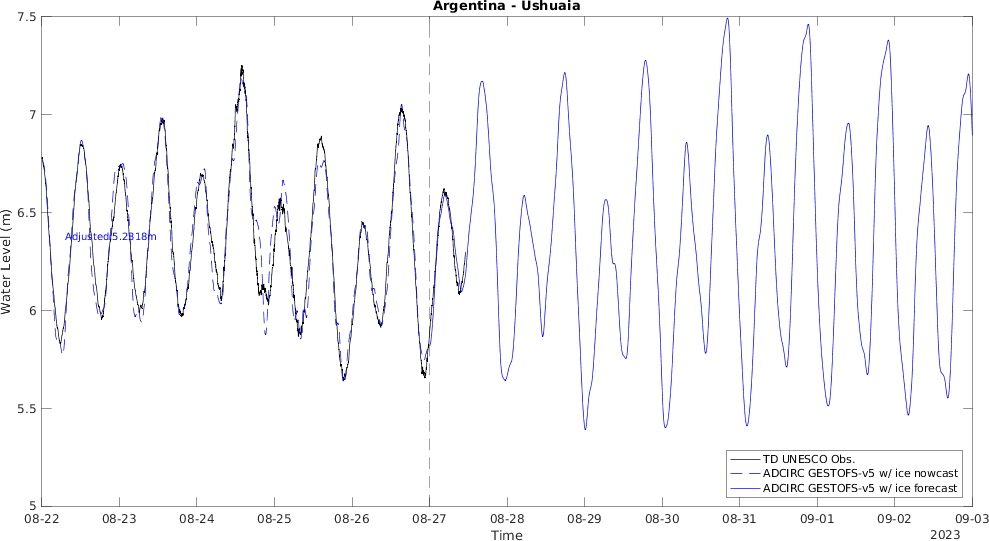 Argentina - Ushuaia
7.5
7
6.5
6
5.5
5
Water Level (m)
Adjusted:5.2318m
TD UNESCO Obs.
ADCIRC GESTOFS-v5 w/ ice nowcast
ADCIRC GESTOFS-v5 w/ ice forecast
08-22 08-23 08-24 08-25 08-26 08-27 08-28 08-29 08-30 08-31 09-01 09-02 09-03
Time
2023